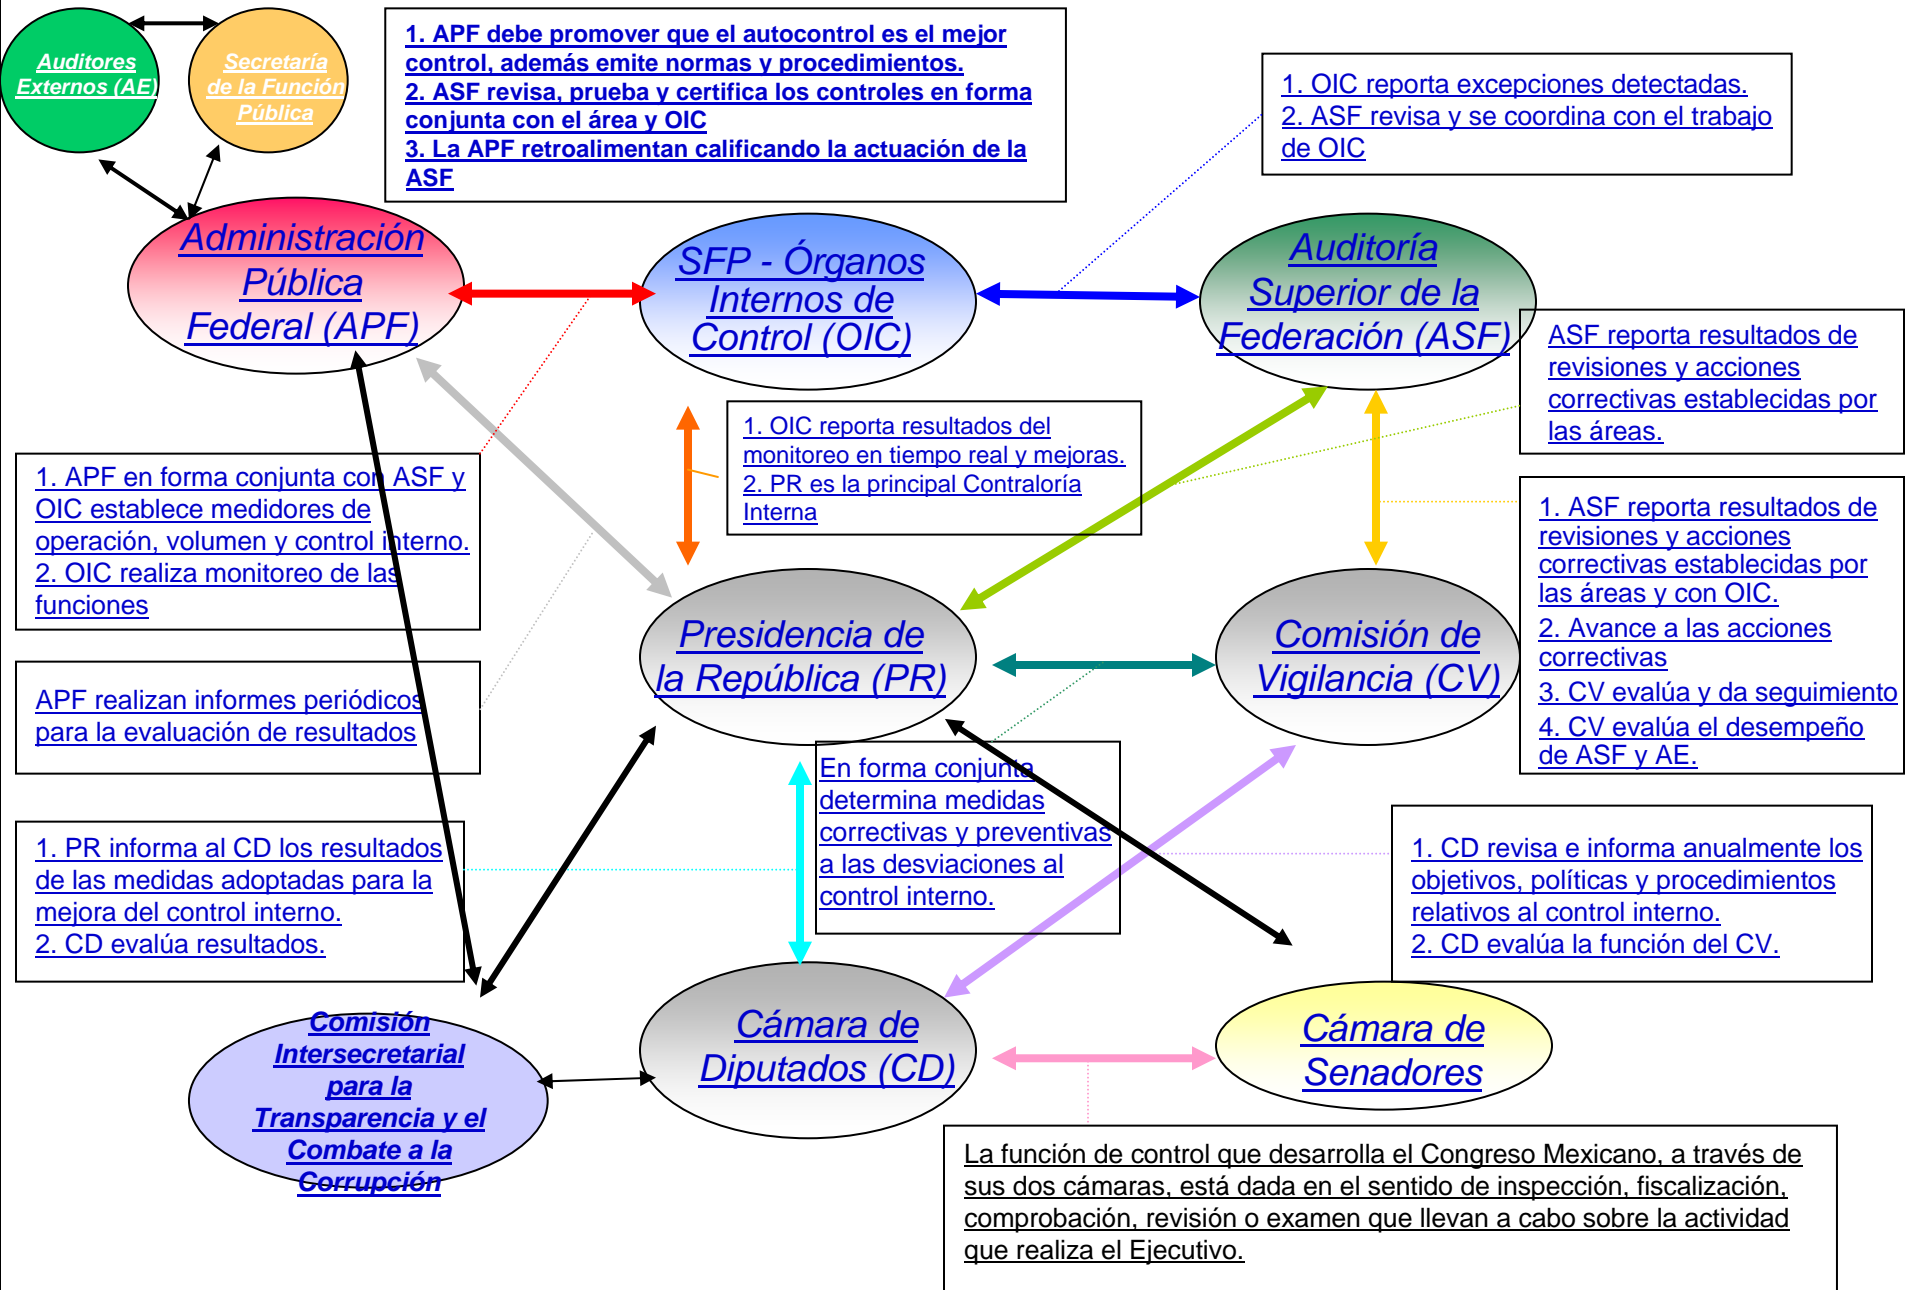 Auditores
Externos (AE)
Secretaría
de la Función
Pública
1. APF debe promover que el autocontrol es el mejor
control, además emite normas y procedimientos.
2. ASF revisa, prueba y certifica los controles en forma
conjunta con el área y OIC
3. La APF retroalimentan calificando la actuación de la
ASF
1. OIC reporta excepciones detectadas.
2. ASF revisa y se coordina con el trabajo
de OIC
Administración
Pública
Federal (APF)
SFP - Órganos
Internos de
Control (OIC)
Auditoría
Superior de la
Federación (ASF)
ASF reporta resultados de
revisiones y acciones
correctivas establecidas por
las áreas.
1. OIC reporta resultados del
monitoreo en tiempo real y mejoras.
2. PR es la principal Contraloría
Interna
1. APF en forma conjunta con ASF y
OIC establece medidores de
operación, volumen y control interno.
2. OIC realiza monitoreo de las
funciones
1. ASF reporta resultados de
revisiones y acciones
correctivas establecidas por
las áreas y con OIC.
2. Avance a las acciones
correctivas
3. CV evalúa y da seguimiento
4. CV evalúa el desempeño
de ASF y AE.
Presidencia de
la República (PR)
Comisión de
Vigilancia (CV)
APF realizan informes periódicos
para la evaluación de resultados
En forma conjunta
determina medidas
correctivas y preventivas
a las desviaciones al
control interno.
1. PR informa al CD los resultados
de las medidas adoptadas para la
mejora del control interno.
2. CD evalúa resultados.
1. CD revisa e informa anualmente los
objetivos, políticas y procedimientos
relativos al control interno.
2. CD evalúa la función del CV.
Comisión
Intersecretarial
para la
Transparencia y el
Combate a la
Corrupción
Cámara de
Diputados (CD)
Cámara de
Senadores
La función de control que desarrolla el Congreso Mexicano, a través de
sus dos cámaras, está dada en el sentido de inspección, fiscalización,
comprobación, revisión o examen que llevan a cabo sobre la actividad
que realiza el Ejecutivo.